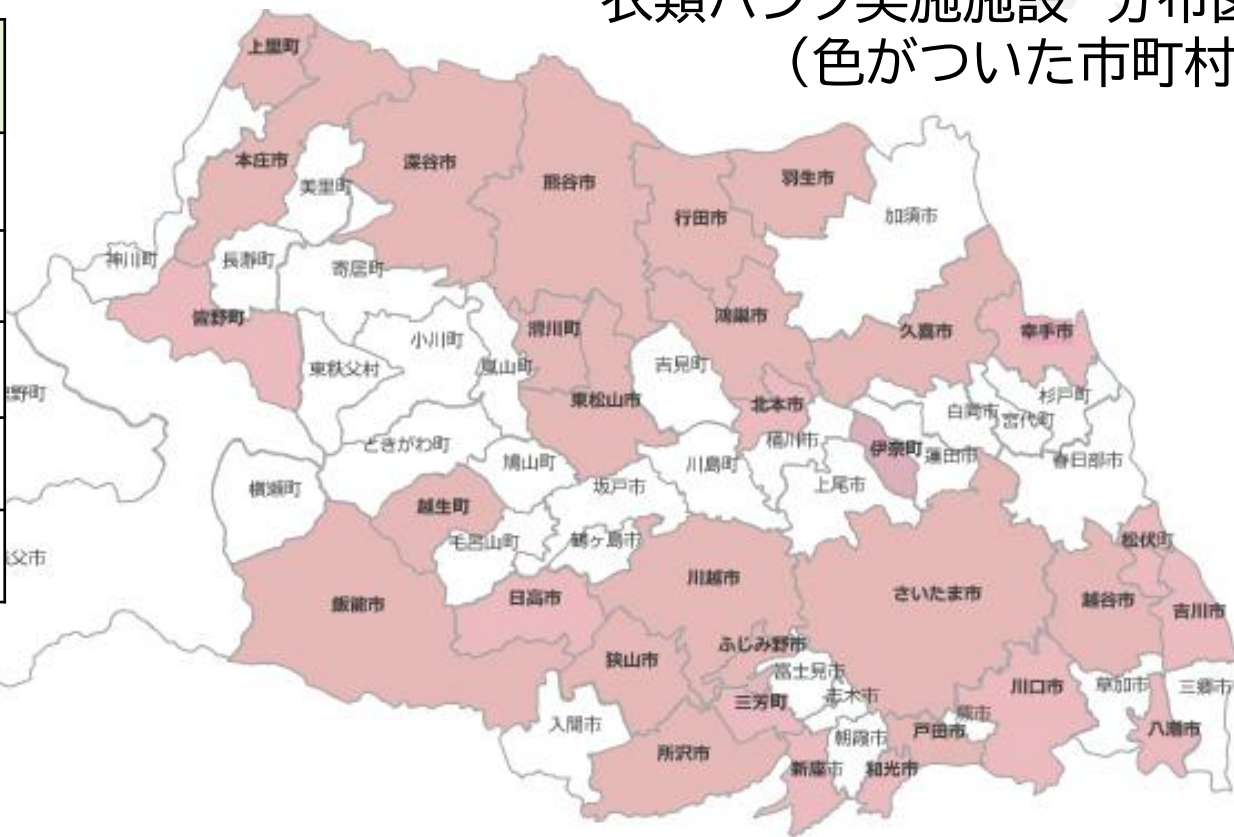 衣類バンク実施施設 分布図
（色がついた市町村
上里町
本庄市
美里町
深谷市
熊谷市
行田市
羽生市
加須市
神川町
長瀞町
寄居町
皆野町
東秩父村
小川町
嵐山町
滑川町
吉見町
鴻巣市
久喜市
幸手市
野町
東松山市
北本市
杉戸町
白岡市
宮代町
ときがわ町
鳩山町
川島町
桶川市
伊奈町
蓮田市
春日部市
横瀬町
坂戸市
上尾市
越生町
毛呂山町
鶴ヶ島市
松伏町
父市
飯能市
日高市
川越市
さいたま市
越谷市
吉川市
狭山市
ふじみ野市
富士見市
志木市
三芳町
川口市
草加市
三郷市
入間市
所沢市
朝霞市
戸田市
蕨市
八潮市
新座市
和光市